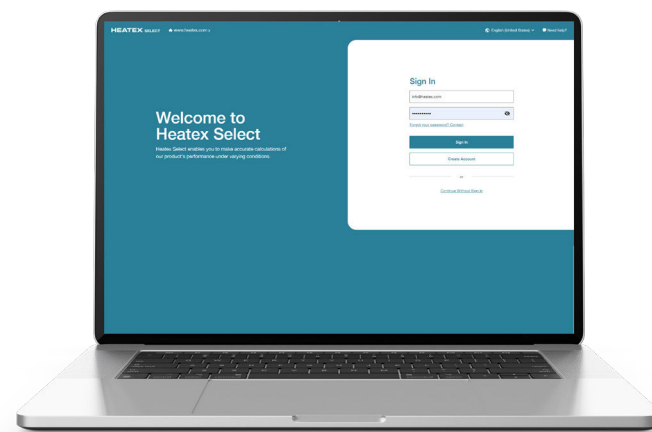 HEATEX SELECT www.heatex.com
English (United States) Need help?
Welcome to
Heatex Select
Heatex Select enables you to make accurate calculations of
our product's performance under varying conditions.
Sign In
info@heatex.com
Forgot your password? Contact
Sign In
Create Account
or
Continue Without Sign In